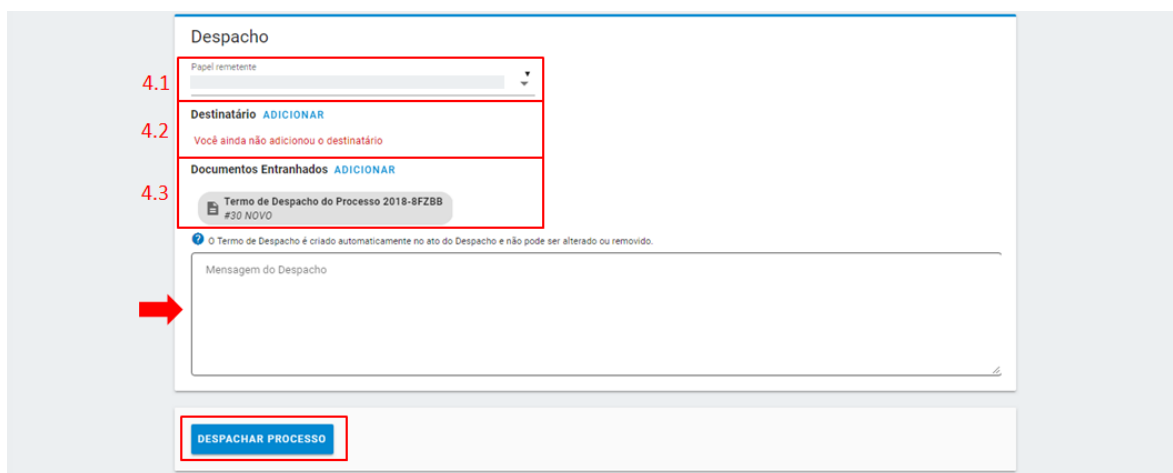 Despacho
4.1
Papel remetente
4.2
Destinatário ADICIONAR
Você ainda não adicionou o destinatário
4.3
Documentos Entranhados ADICIONAR
Termo de Despacho do Processo 2018-8FZBB
#30 NOVO
? O Termo de Despacho é criado automaticamente no ato do Despacho e não pode ser alterado ou removido.
Mensagem do Despacho
DESPACHAR PROCESSO